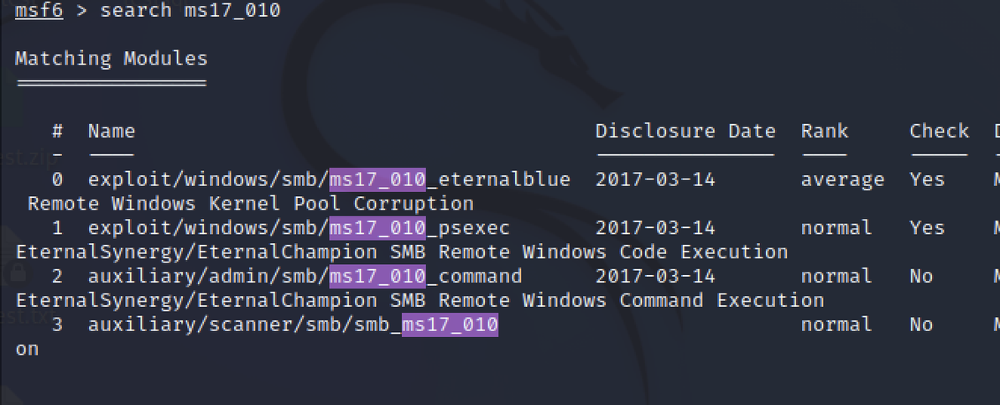 msf6 > search ms17_010
Matching Modules
# Name Disclosure Date Rank Check D
0 exploit/windows/smb/ms17_010_eternalblue 2017-03-14 average Yes M
Remote Windows Kernel Pool Corruption
1 exploit/windows/smb/ms17_010_psexec 2017-03-14 normal Yes M
EternalSynergy/EternalChampion SMB Remote Windows Code Execution
2 auxiliary/admin/smb/ms17_010_command 2017-03-14 normal No M
EternalSynergy/EternalChampion SMB Remote Windows Command Execution
3 auxiliary/scanner/smb/smb_ms17_010 normal No M
on